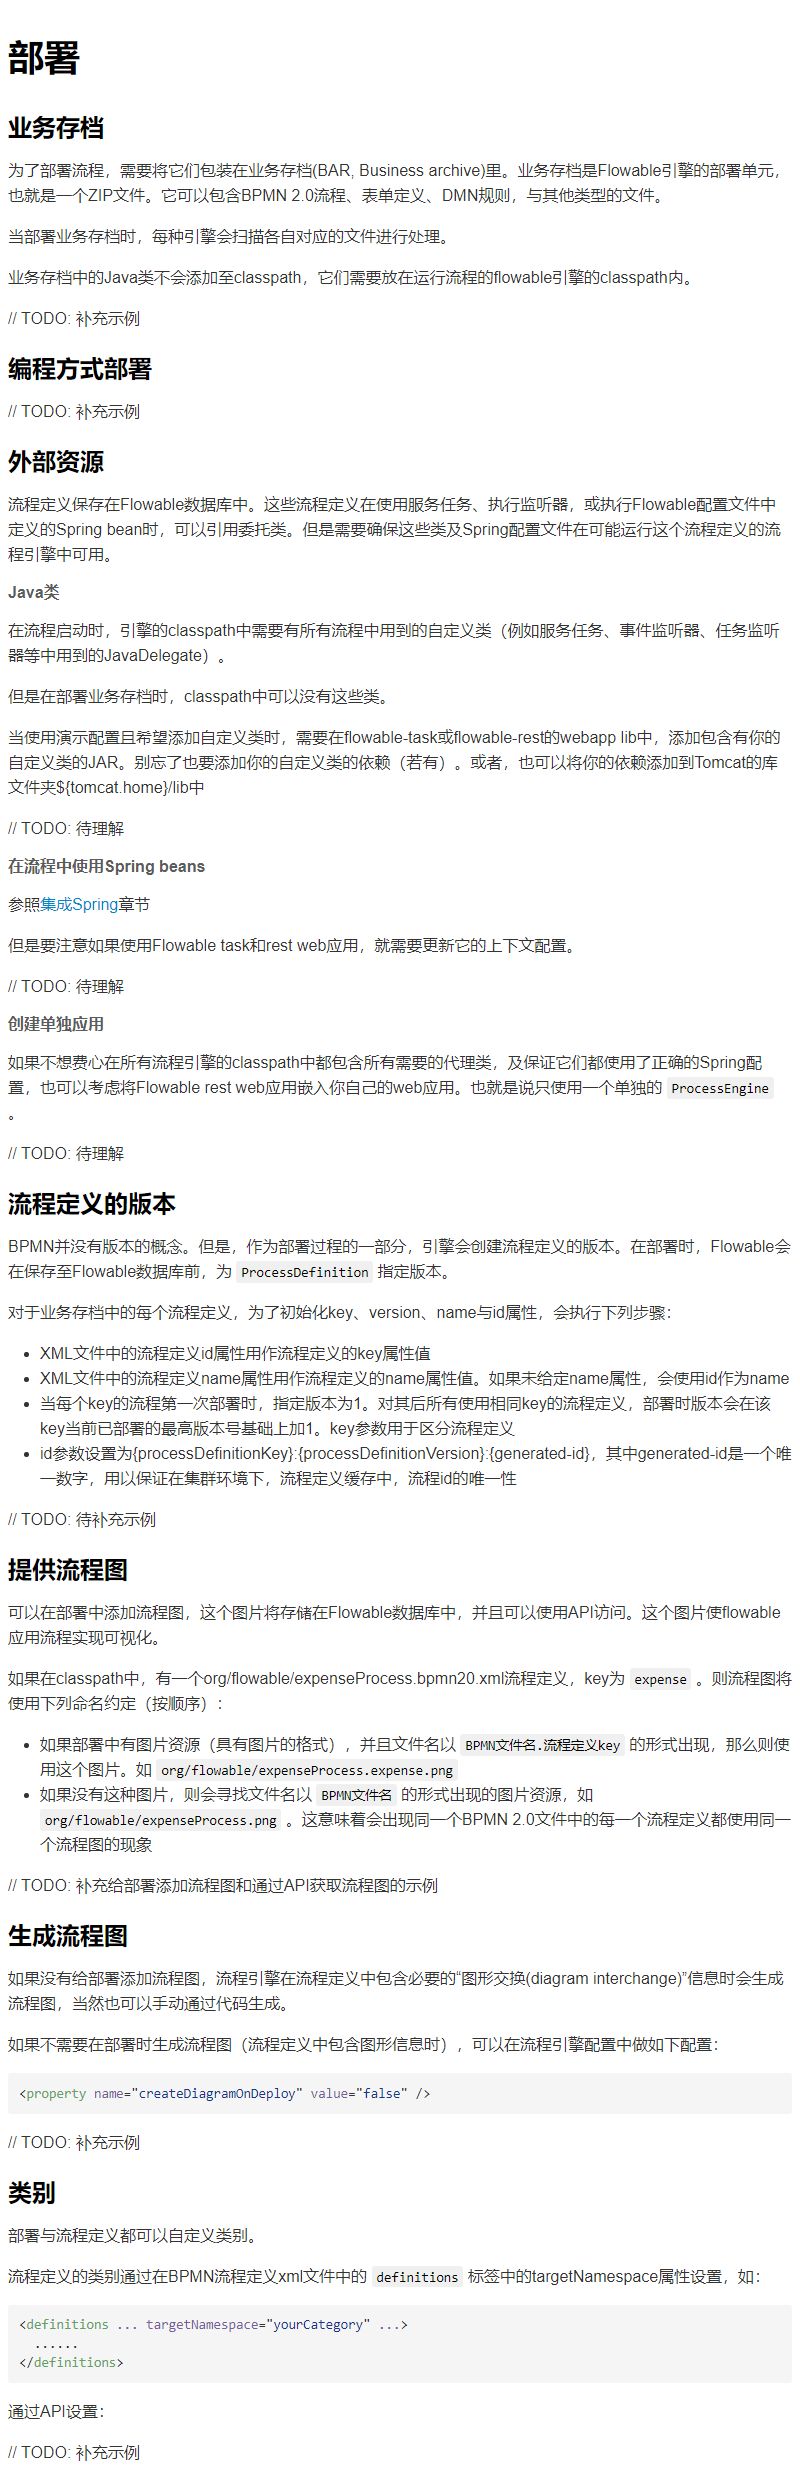 部署
业务存档
为了部署流程，需要将它们包装在业务存档(BAR, Business archive)里。业务存档是Flowable引擎的部署单元，
也就是一个ZIP文件。它可以包含BPMN 2.0流程、表单定义、DMN规则，与其他类型的文件。
当部署业务存档时，每种引擎会扫描各自对应的文件进行处理。
业务存档中的Java类不会添加至classpath，它们需要放在运行流程的flowable引擎的classpath内。
// TODO: 补充示例
编程方式部署
// TODO: 补充示例
外部资源
流程定义保存在Flowable数据库中。这些流程定义在使用服务任务、执行监听器，或执行Flowable配置文件中
定义的Spring bean时，可以引用委托类。但是需要确保这些类及Spring配置文件在可能运行这个流程定义的流
程引擎中可用。
Java类
在流程启动时，引擎的classpath中需要有所有流程中用到的自定义类（例如服务任务、事件监听器、任务监听
器等中用到的JavaDelegate）。
但是在部署业务存档时，classpath中可以没有这些类。
当使用演示配置且希望添加自定义类时，需要在flowable-task或flowable-rest的webapp lib中，添加包含有你的
自定义类的JAR。别忘了也要添加你的自定义类的依赖（若有）。或者，也可以将你的依赖添加到Tomcat的库
文件夹${tomcat.home}/lib中
// TODO: 待理解
在流程中使用Spring beans
参照集成Spring章节
但是要注意如果使用Flowable task和rest web应用，就需要更新它的上下文配置。
// TODO: 待理解
创建单独应用
如果不想费心在所有流程引擎的classpath中都包含所有需要的代理类，及保证它们都使用了正确的Spring配
置，也可以考虑将Flowable rest web应用嵌入你自己的web应用。也就是说只使用一个单独的 ProcessEngine
。
// TODO: 待理解
流程定义的版本
BPMN并没有版本的概念。但是，作为部署过程的一部分，引擎会创建流程定义的版本。在部署时，Flowable会
在保存至Flowable数据库前，为 ProcessDefinition 指定版本。
对于业务存档中的每个流程定义，为了初始化key、version、name与id属性，会执行下列步骤：
• XML文件中的流程定义id属性用作流程定义的key属性值
• XML文件中的流程定义name属性用作流程定义的name属性值。如果未给定name属性，会使用id作为name
• 当每个key的流程第一次部署时，指定版本为1。对其后所有使用相同key的流程定义，部署时版本会在该
key当前已部署的最高版本号基础上加1。key参数用于区分流程定义
• id参数设置为{processDefinitionKey}:{processDefinitionVersion}:{generated-id}，其中generated-id是一个唯
一数字，用以保证在集群环境下，流程定义缓存中，流程id的唯一性
// TODO: 待补充示例
提供流程图
可以在部署中添加流程图，这个图片将存储在Flowable数据库中，并且可以使用API访问。这个图片使flowable
应用流程实现可视化。
如果在classpath中，有一个org/flowable/expenseProcess.bpmn20.xml流程定义，key为 expense 。则流程图将
使用下列命名约定（按顺序）：
• 如果部署中有图片资源（具有图片的格式），并且文件名以 BPMN文件名.流程定义key 的形式出现，那么则使
用这个图片。如 org/flowable/expenseProcess.expense.png
• 如果没有这种图片，则会寻找文件名以 BPMN文件名 的形式出现的图片资源，如
org/flowable/expenseProcess.png 。这意味着会出现同一个BPMN 2.0文件中的每一个流程定义都使用同一
个流程图的现象
// TODO: 补充给部署添加流程图和通过API获取流程图的示例
生成流程图
如果没有给部署添加流程图，流程引擎在流程定义中包含必要的“图形交换(diagram interchange)”信息时会生成
流程图，当然也可以手动通过代码生成。
如果不需要在部署时生成流程图（流程定义中包含图形信息时），可以在流程引擎配置中做如下配置：
<property name="createDiagramOnDeploy" value="false" />
// TODO: 补充示例
类别
部署与流程定义都可以自定义类别。
流程定义的类别通过在BPMN流程定义xml文件中的 definitions 标签中的targetNamespace属性设置，如：
<definitions ... targetNamespace="yourCategory" ...>
......
</definitions>
通过API设置：
// TODO: 补充示例